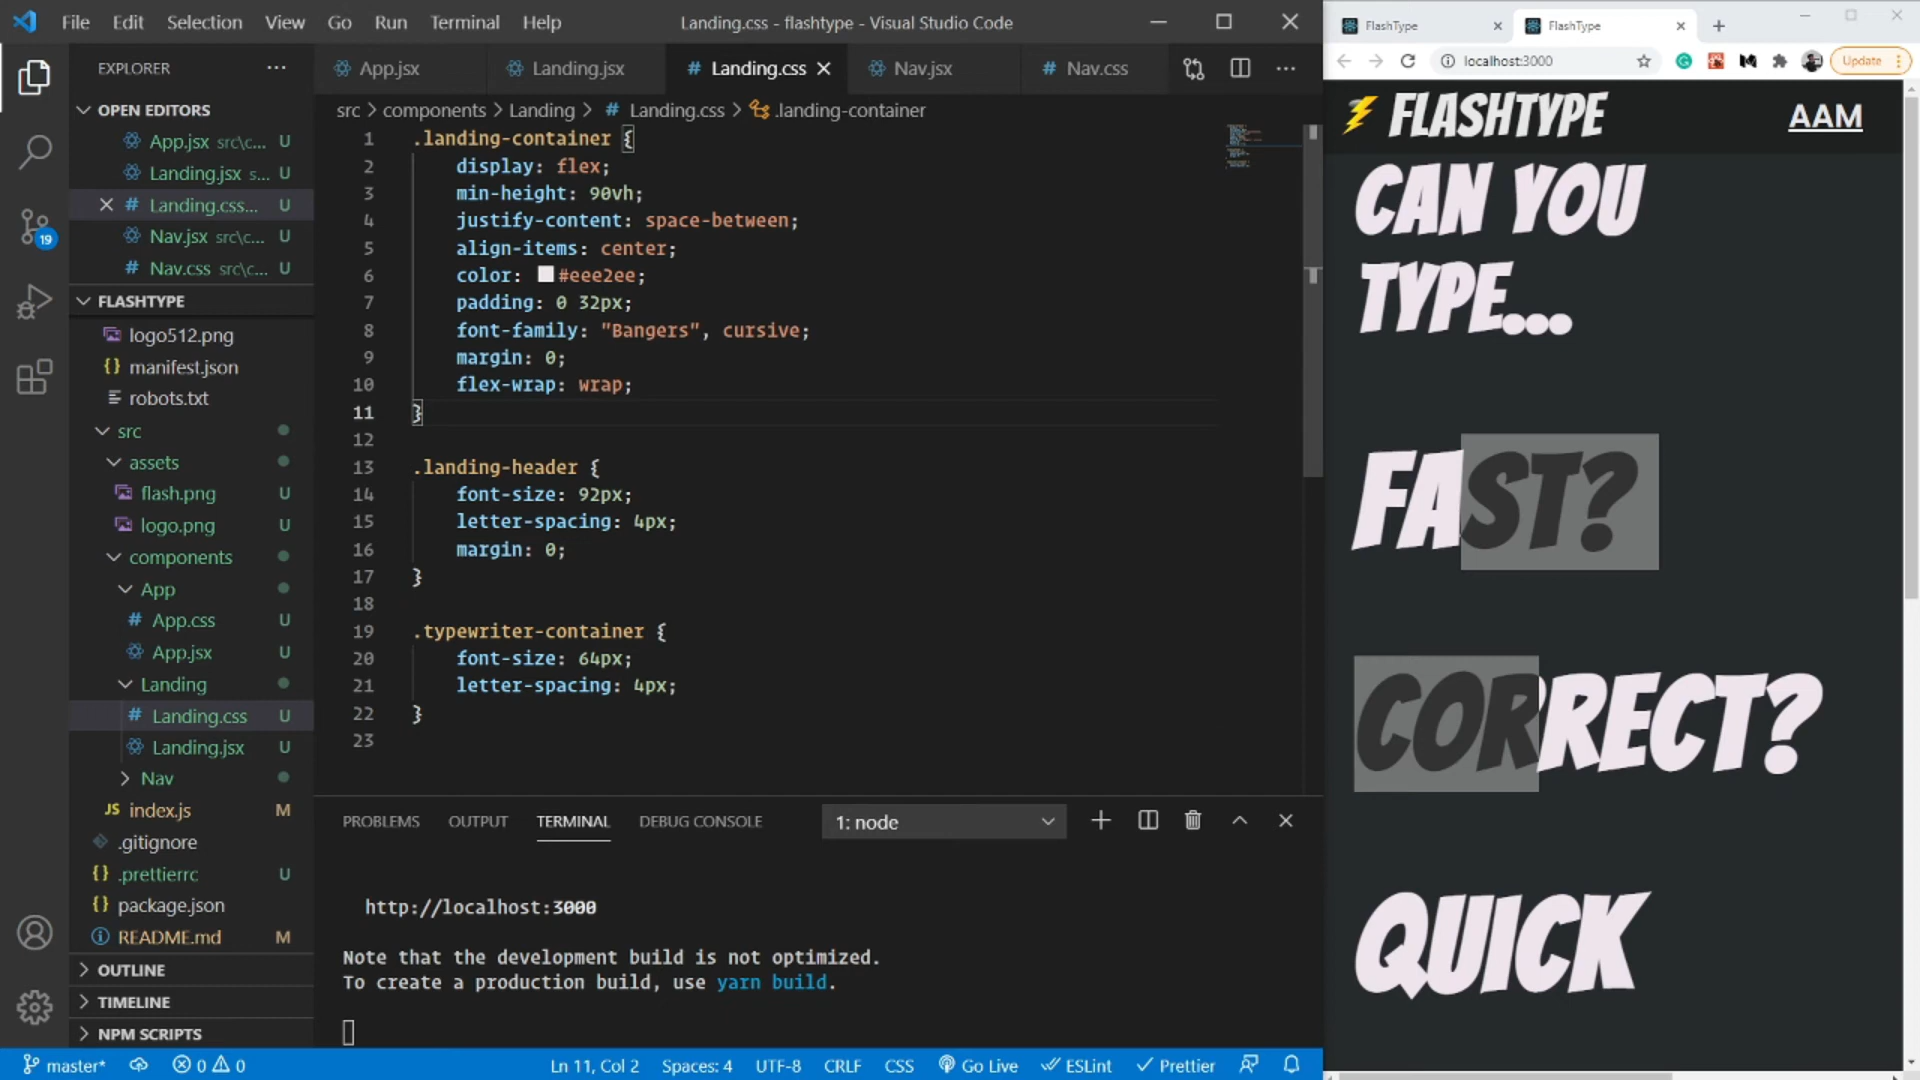 File Edit Selection View Go Run Terminal Help Landing.css - flashtype - Visual Studio Code
EXPLORER
OPEN EDITORS
App.jsx src\c... U
Landing.jsx s... U
# Landing.css... U
Nav.jsx src\c... U
# Nav.css src\c... U
FLASHTYPE
logo512.png
{} manifest.json
robots.txt
src
assets
flash.png U
logo.png U
components
App
# App.css U
App.jsx U
Landing
# Landing.css U
Landing.jsx U
Nav
JS index.js M
.gitignore
{} .prettierrc U
{} package.json
README.md M
OUTLINE
TIMELINE
NPM SCRIPTS
19
App.jsx Landing.jsx # Landing.css Nav.jsx # Nav.css
src > components > Landing > # Landing.css > .landing-container
1 .landing-container {
2 display: flex;
3 min-height: 90vh;
4 justify-content: space-between;
5 align-items: center;
6 color: #eee2ee;
7 padding: 0 32px;
8 font-family: "Bangers", cursive;
9 margin: 0;
10 flex-wrap: wrap;
11 }
12
13 .landing-header {
14 font-size: 92px;
15 letter-spacing: 4px;
16 margin: 0;
17 }
18
19 .typewriter-container {
20 font-size: 64px;
21 letter-spacing: 4px;
22 }
23
PROBLEMS OUTPUT TERMINAL DEBUG CONSOLE 1: node
http://localhost:3000
Note that the development build is not optimized.
To create a production build, use yarn build.
master* 0 0 Ln 11, Col 2 Spaces: 4 UTF-8 CRLF CSS Go Live ESLint Prettier
FlashType FlashType
localhost:3000 Update
FLASHTYPE AAM
CAN YOU
TYPE...
FAST?
CORRECT?
QUICK